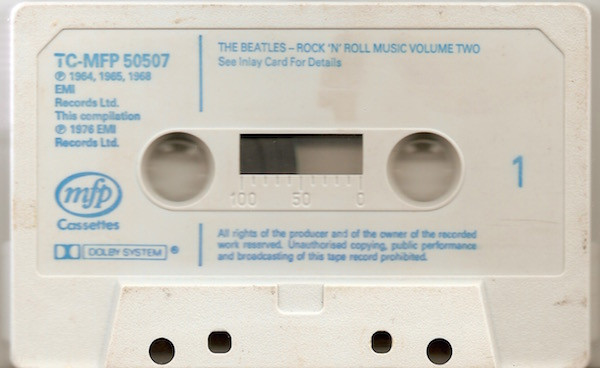 TC-MFP 50507
℗ 1964, 1965, 1968
EMI
Records Ltd.
This compilation
℗ 1976 EMI
Records Ltd.
mfp
Cassettes
DOLBY SYSTEM ®
THE BEATLES – ROCK 'N' ROLL MUSIC VOLUME TWO
See Inlay Card For Details
100 50 0
1
All rights of the producer and of the owner of the recorded
work reserved. Unauthorised copying, public performance
and broadcasting of this tape record prohibited.